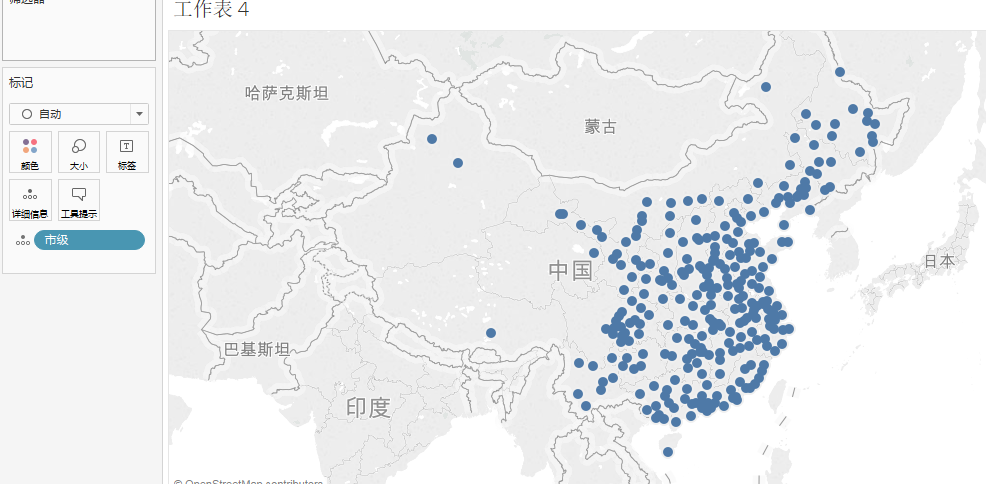 筛选器
工作表 4
标记
自动
颜色
大小
标签
详细信息
工具提示
市级
哈萨克斯坦
蒙古
中国
日本
巴基斯坦
印度
© OpenStreetMap contributors